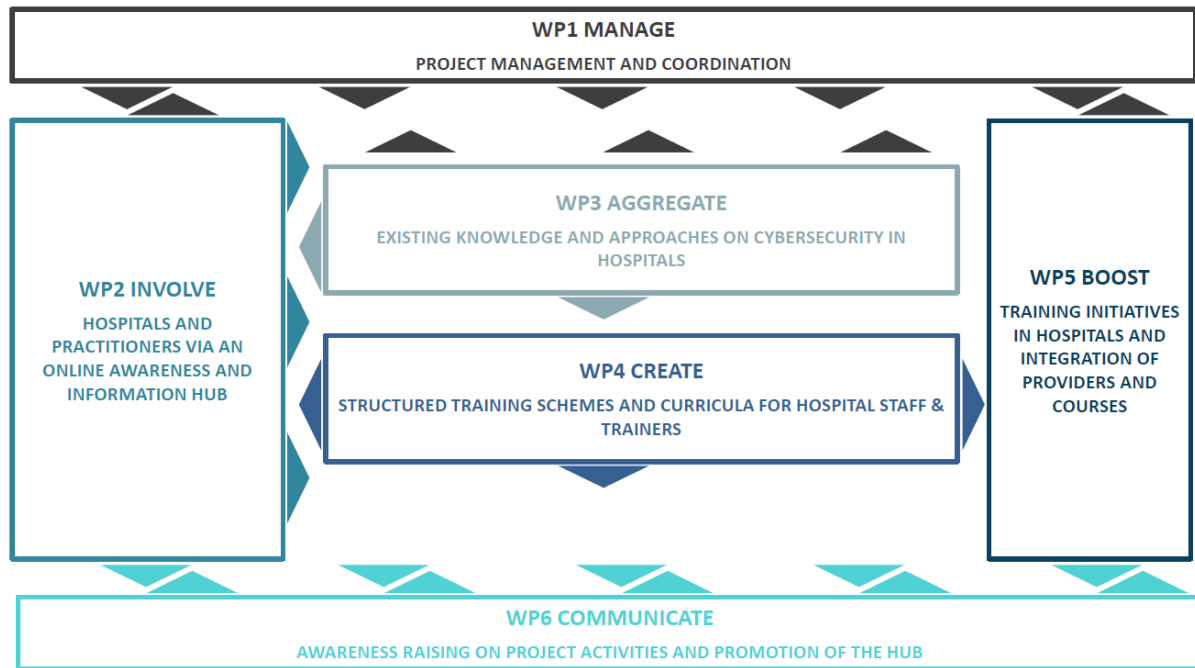 WP1 MANAGE
PROJECT MANAGEMENT AND COORDINATION
WP2 INVOLVE
HOSPITALS AND
PRACTITIONERS VIA AN
ONLINE AWARENESS AND
INFORMATION HUB
WP3 AGGREGATE
EXISTING KNOWLEDGE AND APPROACHES ON CYBERSECURITY IN
HOSPITALS
WP4 CREATE
STRUCTURED TRAINING SCHEMES AND CURRICULA FOR HOSPITAL STAFF &
TRAINERS
WP5 BOOST
TRAINING INITIATIVES
IN HOSPITALS AND
INTEGRATION OF
PROVIDERS AND
COURSES
WP6 COMMUNICATE
AWARENESS RAISING ON PROJECT ACTIVITIES AND PROMOTION OF THE HUB